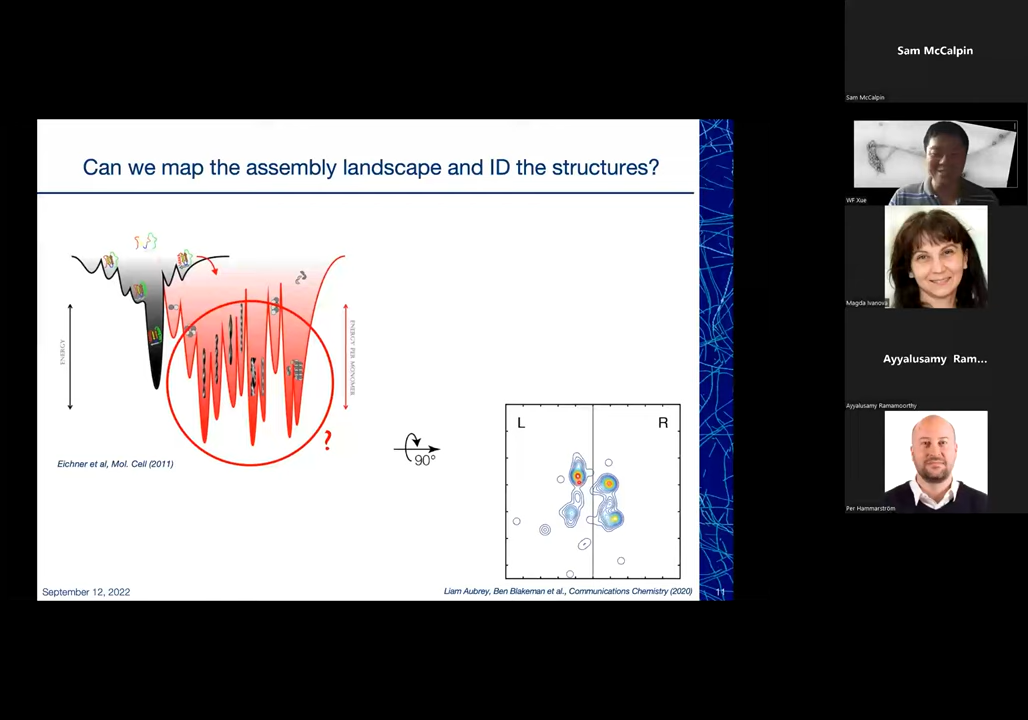 Can we map the assembly landscape and ID the structures?
ENERGY
ENERGY PER MONOMER
?
Eichner et al, Mol. Cell (2011)
90°
L
R
September 12, 2022
Liam Aubrey, Ben Blakeman et al., Communications Chemistry (2020)
11
Sam McCalpin
Sam McCalpin
WF Xue
Magda Ivanova
Ayyalusamy Ram...
Ayyalusamy Ramamoorthy
Per Hammarström